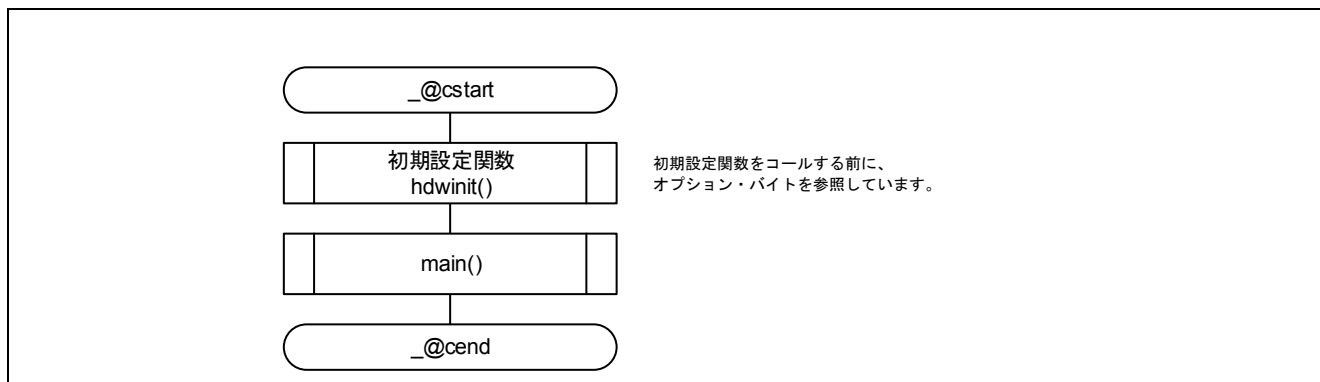 _@cstart
初期設定関数
hdwinit()
初期設定関数をコールする前に、
オプション・バイトを参照しています。
main()
_@cend